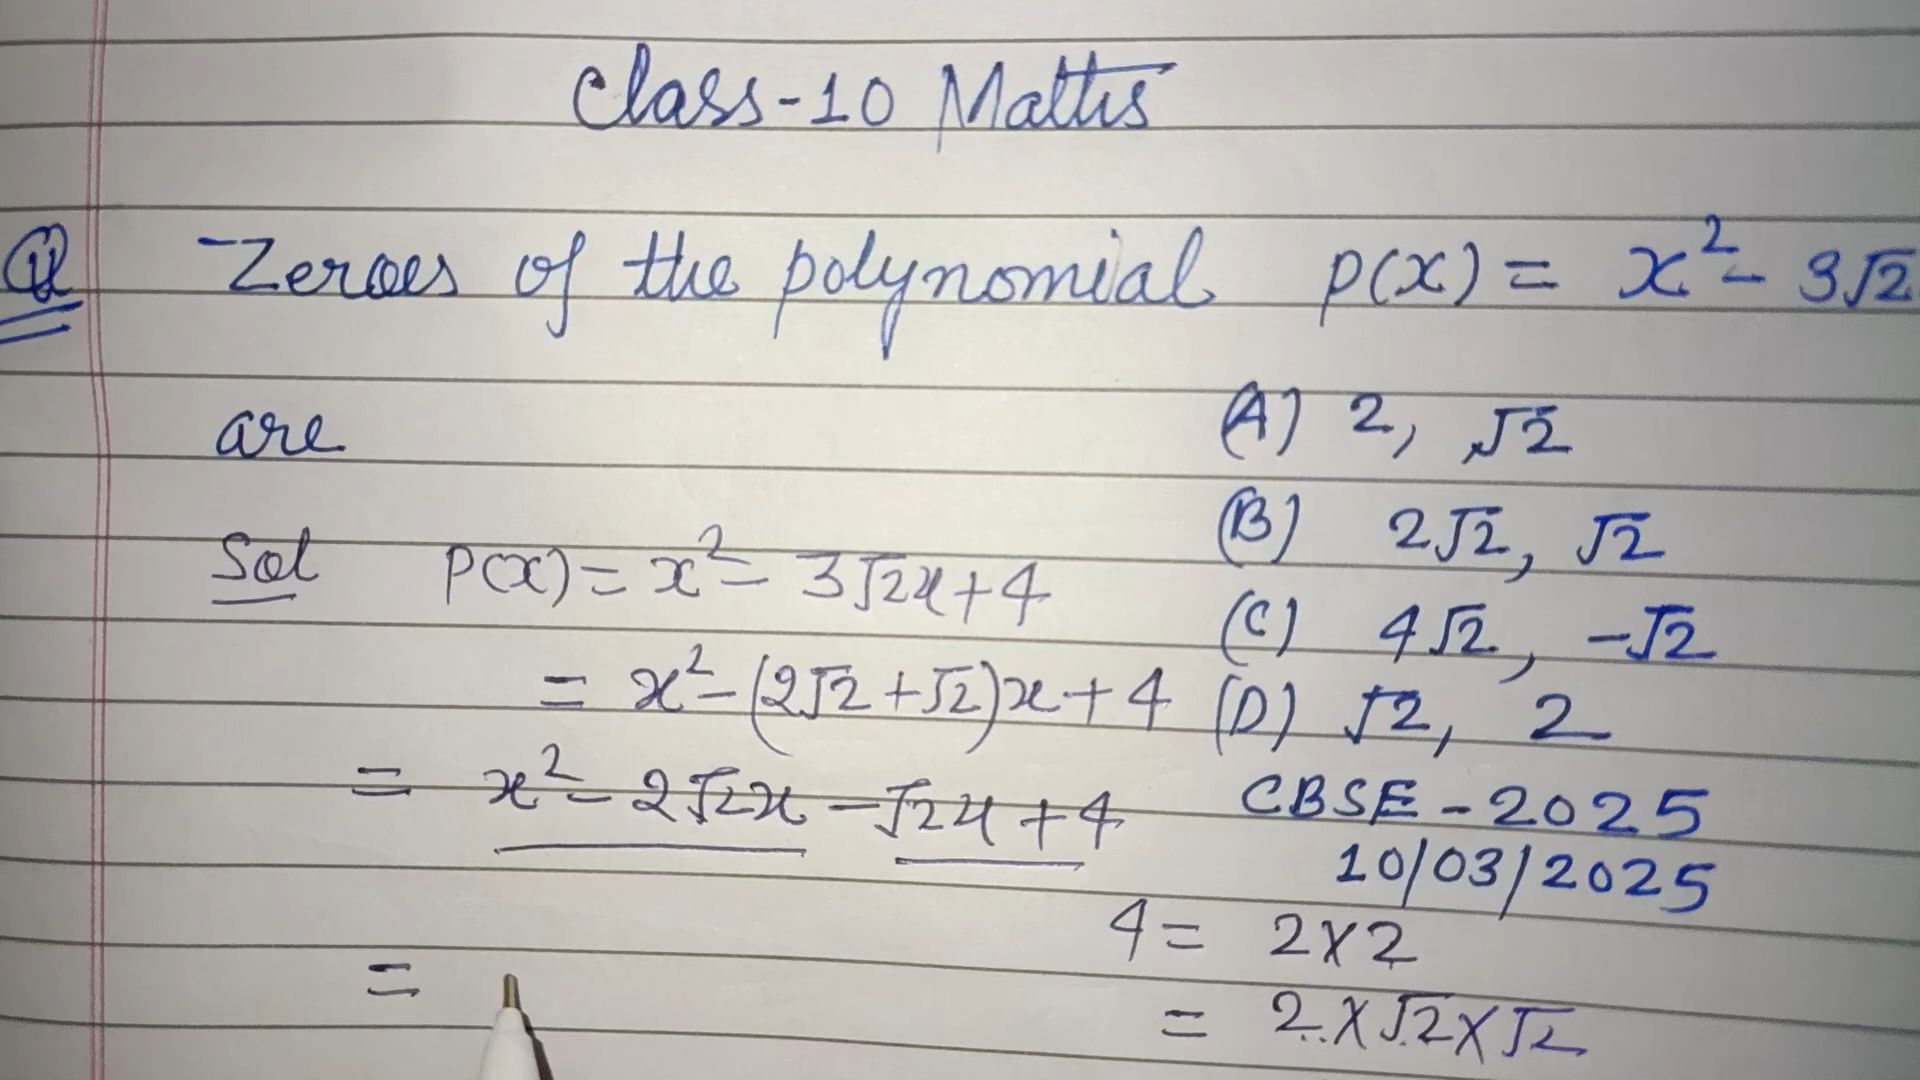 Class-10 Maths
Q Zeroes of the polynomial p(x) = x² - 3√2
are
(A) 2, √2
(B) 2√2, √2
(C) 4√2, -√2
(D) √2, 2
CBSE - 2025
10/03/2025
Sol P(x) = x² - 3√2x + 4
= x² - (2√2 + √2)x + 4
= x² - 2√2x - √2x + 4
4 = 2×2
= 2×√2×√2
=